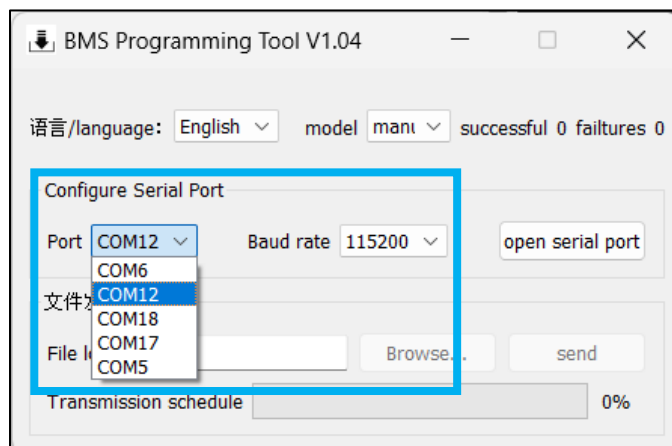 BMS Programming Tool V1.04
语言/language: English model manu successful 0 failtures 0
Configure Serial Port
Port COM12 Baud rate 115200 open serial port
COM6
COM12
COM18
COM17
COM5
文件
File Browse... send
Transmission schedule 0%